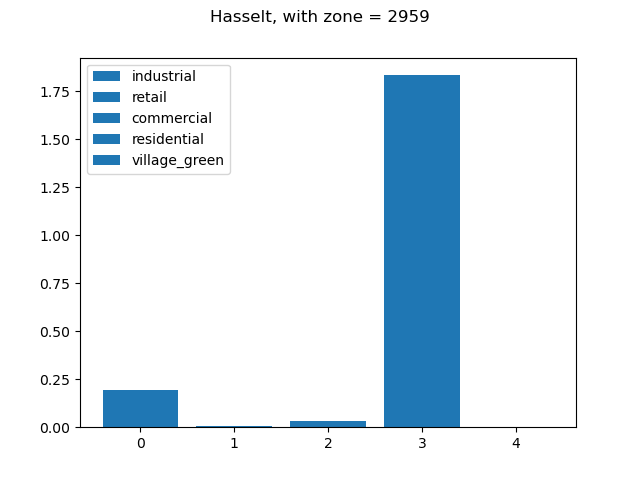 Hasselt, with zone = 2959
industrial
retail
commercial
residential
village_green
1.75
1.50
1.25
1.00
0.75
0.50
0.25
0.00
0 1 2 3 4